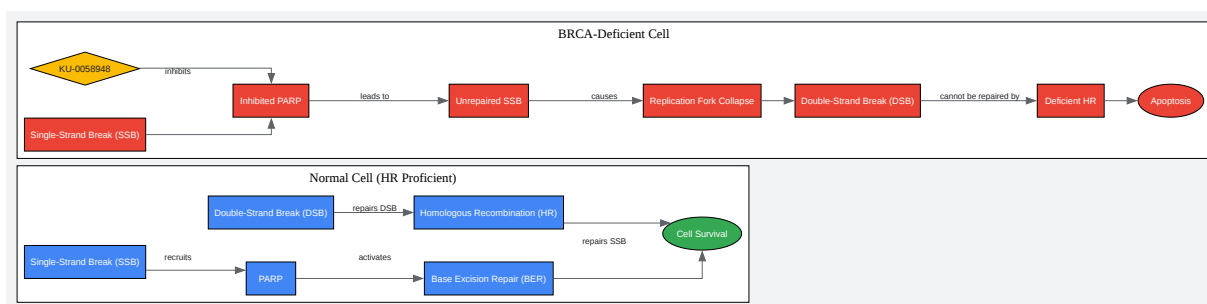 BRCA-Deficient Cell
KU-0058948
inhibits
Inhibited PARP
leads to
Unrepaired SSB
causes
Replication Fork Collapse
Double-Strand Break (DSB)
cannot be repaired by
Deficient HR
Apoptosis
Single-Strand Break (SSB)
Normal Cell (HR Proficient)
Double-Strand Break (DSB)
repairs DSB
Homologous Recombination (HR)
Cell Survival
repairs SSB
Single-Strand Break (SSB)
recruits
PARP
activates
Base Excision Repair (BER)